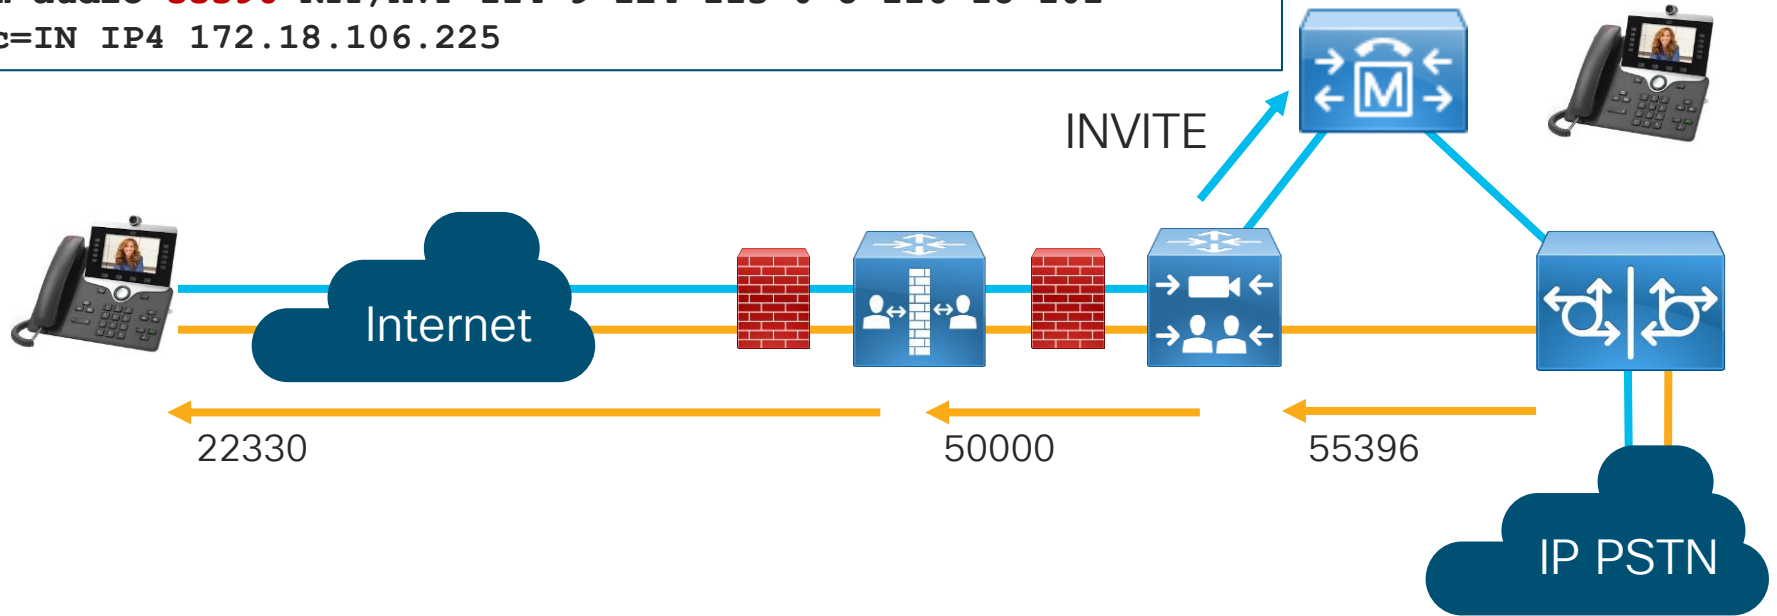 c=IN IP4 172.18.106.225
INVITE
M
Internet
22330
50000
55396
IP PSTN